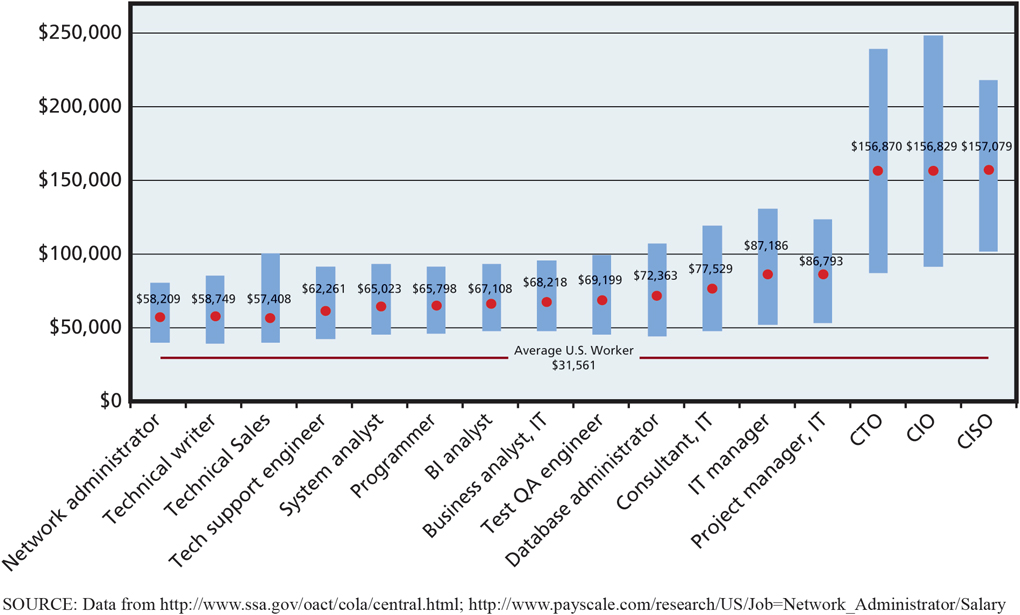 $250,000
$200,000
$150,000
$100,000
$50,000
$0
$58,209
$58,749
$57,408
$62,261
$65,023
$65,798
$67,108
$68,218
$69,199
$72,363
$77,529
$87,186
$86,793
$156,870
$156,829
$157,079
Average U.S. Worker
$31,561
Network administrator
Technical writer
Technical Sales
Tech support engineer
System analyst
Programmer
BI analyst
Business analyst, IT
Test QA engineer
Database administrator
Consultant, IT
IT manager
Project manager, IT
CTO
CIO
CISO
SOURCE: Data from http://www.ssa.gov/oact/cola/central.html; http://www.payscale.com/research/US/Job=Network_Administrator/Salary